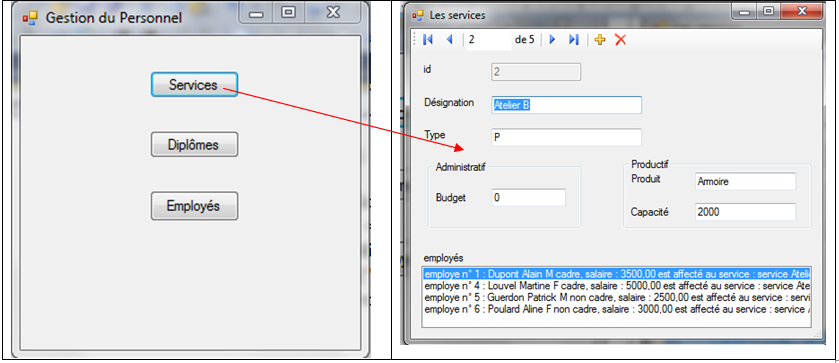 Gestion du Personnel
Services
Diplômes
Employés
Les services
2 de 5
id 2
Désignation Atelier B
Type P
Administratif
Budget 0
Productif
Produit Armoire
Capacité 2000
employés
employe n° 1 : Dupont Alain M cadre, salaire : 3500,00 est affecté au service : service Atelie
employe n° 4 : Louvel Martine F cadre, salaire : 5000,00 est affecté au service : service Ate
employe n° 5 : Guerdon Patrick M non cadre, salaire : 2500,00 est affecté au service : servi
employe n° 6 : Poulard Aline F non cadre, salaire : 3000,00 est affecté au service : service A